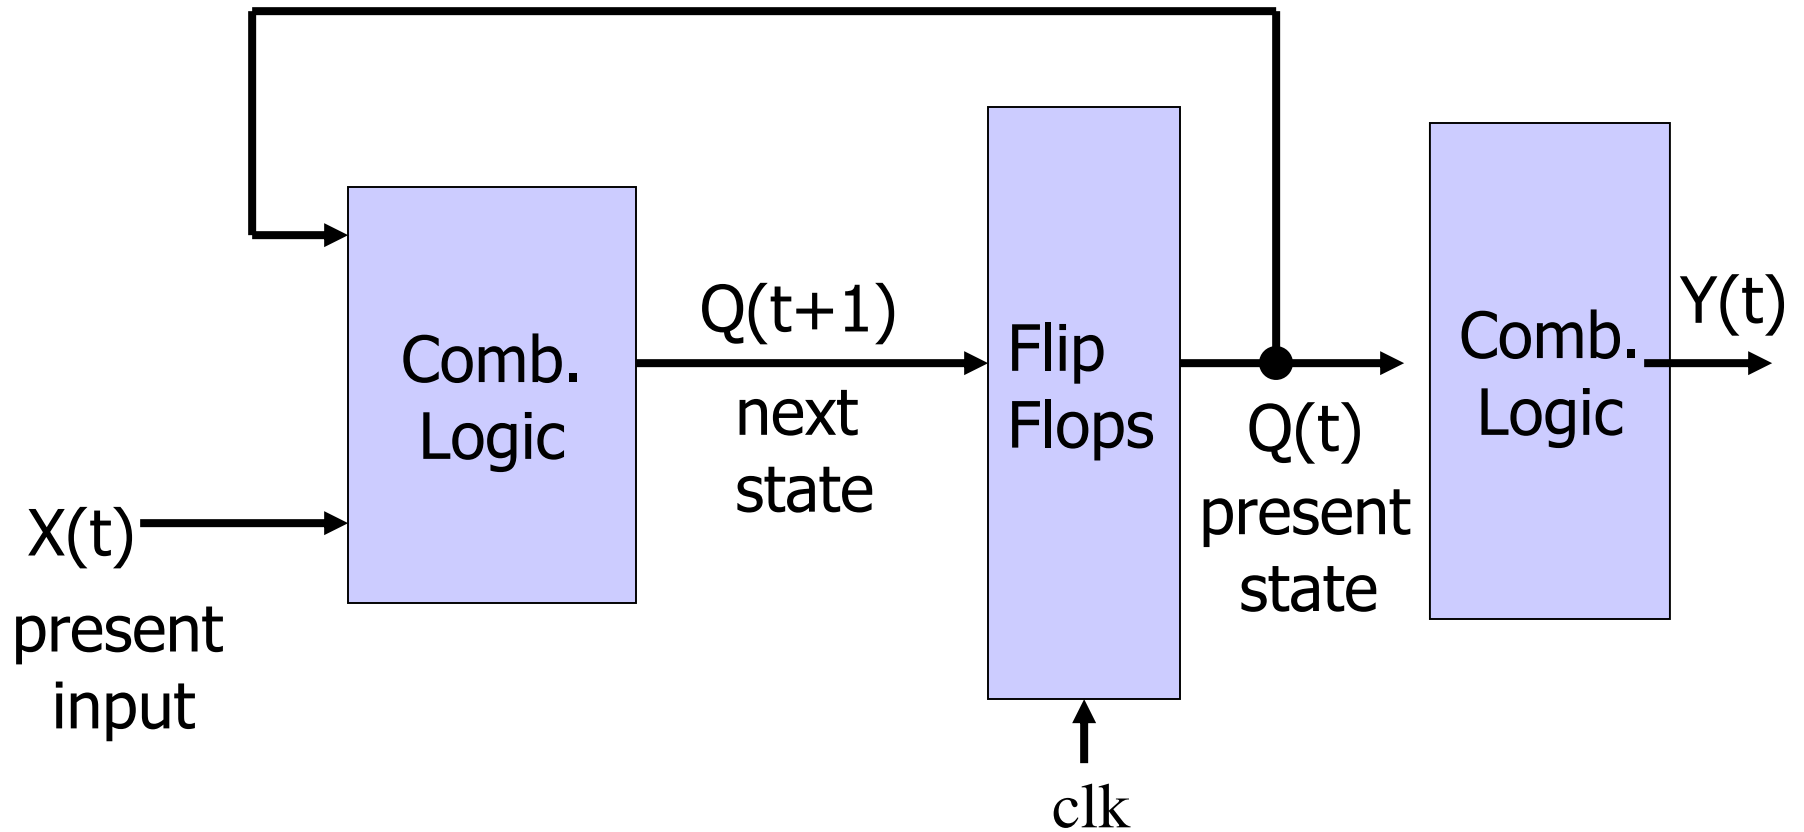 X(t)
present
input
Comb.
Logic
Q(t+1)
next
state
Flip
Flops
clk
Q(t)
present
state
Comb.
Logic
Y(t)